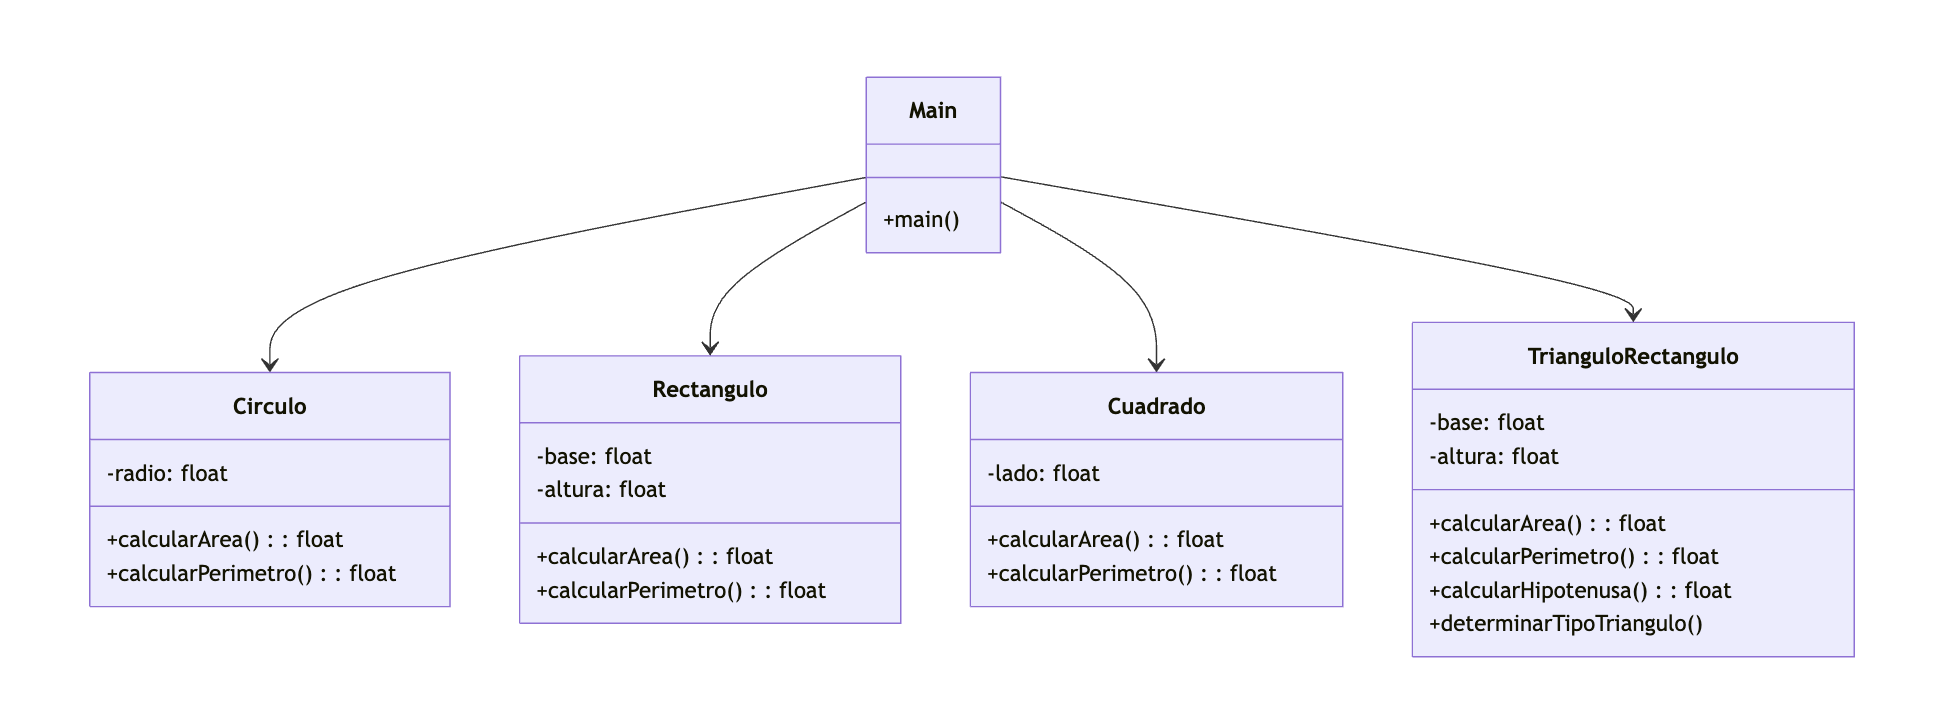 Main
+main()
Circulo
-radio: float
+calcularArea() : : float
+calcularPerimetro() : : float
Rectangulo
-base: float
-altura: float
+calcularArea() : : float
+calcularPerimetro() : : float
Cuadrado
-lado: float
+calcularArea() : : float
+calcularPerimetro() : : float
TrianguloRectangulo
-base: float
-altura: float
+calcularArea() : : float
+calcularPerimetro() : : float
+calcularHipotenusa() : : float
+determinarTipoTriangulo()